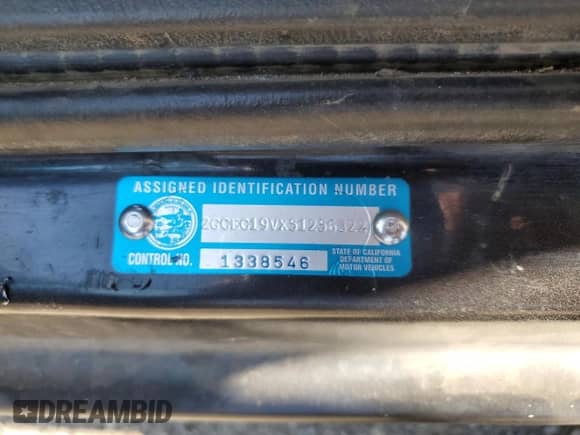 ASSIGNED IDENTIFICATION NUMBER
CONTROL NO. 1338546
STATE OF CALIFORNIA
DEPARTMENT OF
MOTOR VEHICLES
DREAMBID